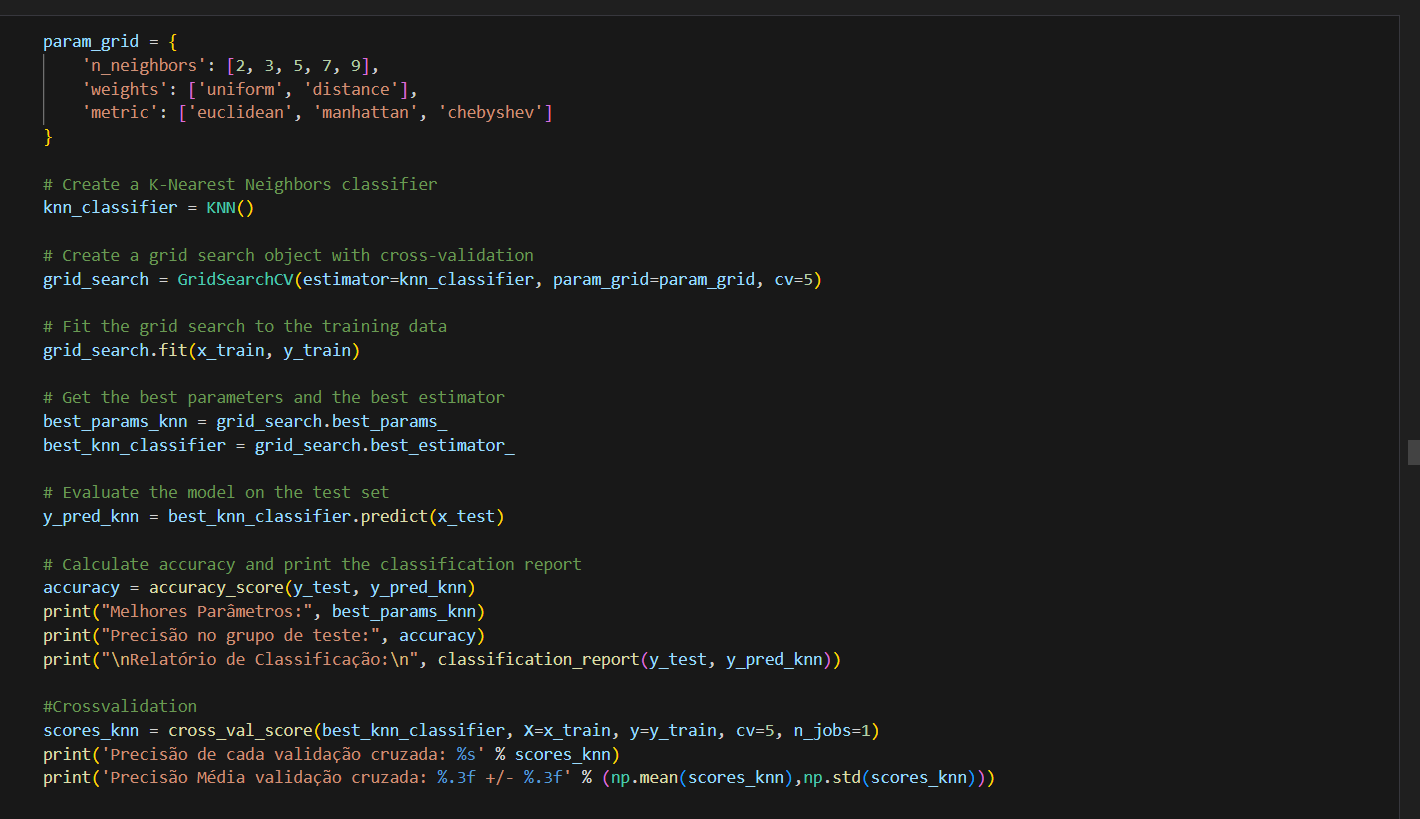 param_grid = {
    'n_neighbors': [2, 3, 5, 7, 9],
    'weights': ['uniform', 'distance'],
    'metric': ['euclidean', 'manhattan', 'chebyshev']
}

# Create a K-Nearest Neighbors classifier
knn_classifier = KNN()

# Create a grid search object with cross-validation
grid_search = GridSearchCV(estimator=knn_classifier, param_grid=param_grid, cv=5)

# Fit the grid search to the training data
grid_search.fit(x_train, y_train)

# Get the best parameters and the best estimator
best_params_knn = grid_search.best_params_
best_knn_classifier = grid_search.best_estimator_

# Evaluate the model on the test set
y_pred_knn = best_knn_classifier.predict(x_test)

# Calculate accuracy and print the classification report
accuracy = accuracy_score(y_test, y_pred_knn)
print("Melhores Parâmetros:", best_params_knn)
print("Precisão no grupo de teste:", accuracy)
print("\nRelatório de Classificação:\n", classification_report(y_test, y_pred_knn))

#Crossvalidation
scores_knn = cross_val_score(best_knn_classifier, X=x_train, y=y_train, cv=5, n_jobs=1)
print('Precisão de cada validação cruzada: %s' % scores_knn)
print('Precisão Média validação cruzada: %.3f +/- %.3f' % (np.mean(scores_knn),np.std(scores_knn)))